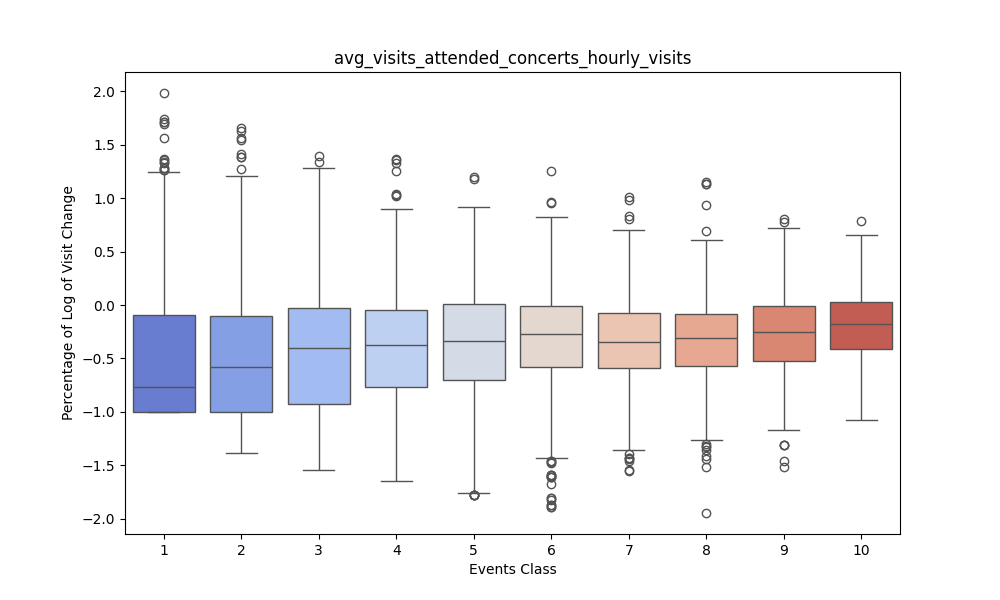 avg_visits_attended_concerts_hourly_visits
Percentage of Log of Visit Change
2.0
1.5
1.0
0.5
0.0
−0.5
−1.0
−1.5
−2.0
1 2 3 4 5 6 7 8 9 10
Events Class